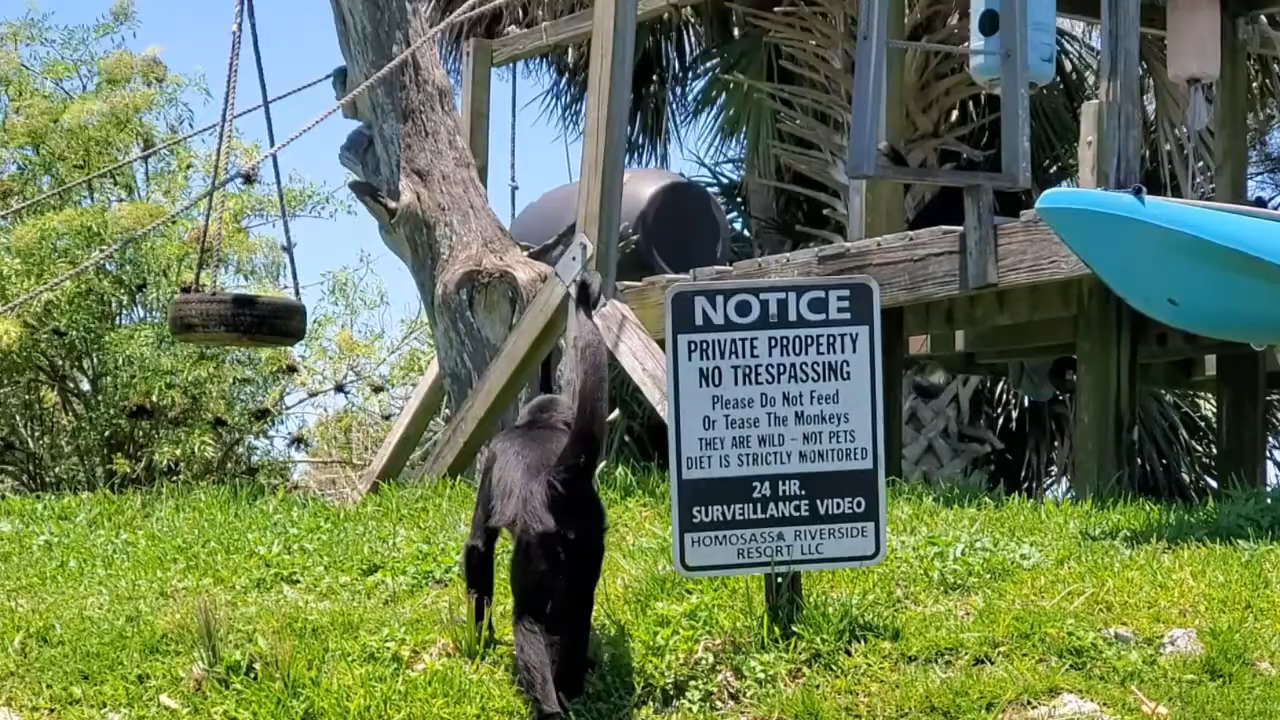 NOTICE
PRIVATE PROPERTY
NO TRESPASSING
Please Do Not Feed
Or Tease The Monkeys
THEY ARE WILD – NOT PETS
DIET IS STRICTLY MONITORED
24 HR.
SURVEILLANCE VIDEO
HOMOSASSA RIVERSIDE
RESORT LLC